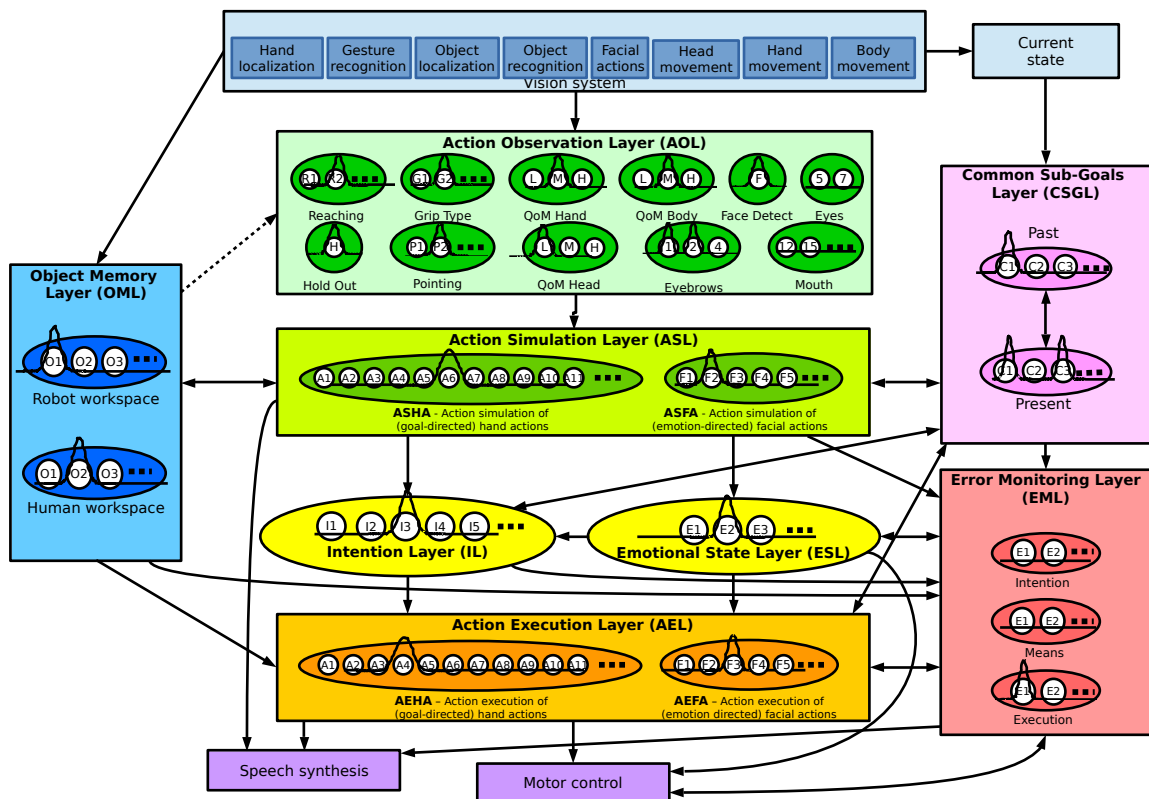 Hand
localization
Gesture
recognition
Object
localization
Object
recognition
Facial
actions
Head
movement
Hand
movement
Body
movement
Vision system
Current
state
Action Observation Layer (AOL)
R1 R2
Reaching
G1 G2
Grip Type
L M H
QoM Hand
L M H
QoM Body
F
Face Detect
5 7
Eyes
H
Hold Out
P1 P2
Pointing
L M H
QoM Head
1 2 4
Eyebrows
12 15
Mouth
Common Sub-Goals
Layer (CSGL)
Past
C1 C2 C3
C1 C2 C3
Present
Object Memory
Layer (OML)
O1 O2 O3
Robot workspace
O1 O2 O3
Human workspace
Action Simulation Layer (ASL)
A1 A2 A3 A4 A5 A6 A7 A8 A9 A10 A11
ASHA - Action simulation of
(goal-directed) hand actions
F1 F2 F3 F4 F5
ASFA - Action simulation of
(emotion-directed) facial actions
I1 I2 I3 I4 I5
Intention Layer (IL)
E1 E2 E3
Emotional State Layer (ESL)
Error Monitoring Layer
(EML)
E1 E2
Intention
E1 E2
Means
E1 E2
Execution
Action Execution Layer (AEL)
A1 A2 A3 A4 A5 A6 A7 A8 A9 A10 A11
AEHA – Action execution of
(goal-directed) hand actions
F1 F2 F3 F4 F5
AEFA – Action execution of
(emotion directed) facial actions
Speech synthesis
Motor control